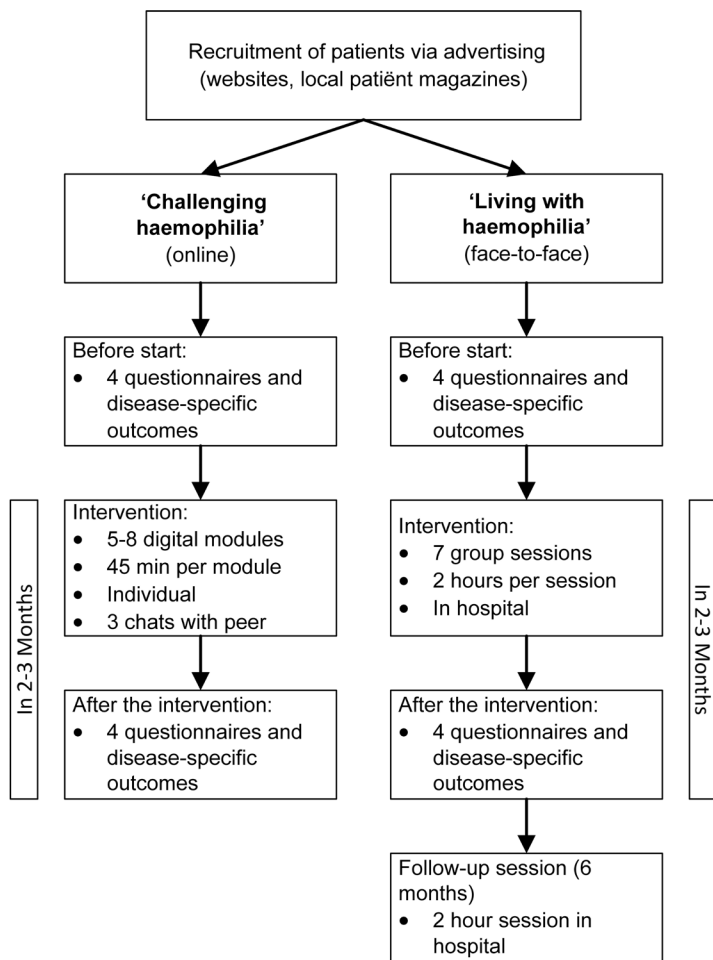 Recruitment of patients via advertising
(websites, local patiënt magazines)
‘Challenging
haemophilia’
(online)
‘Living with
haemophilia’
(face-to-face)
Before start:
• 4 questionnaires and
disease-specific
outcomes
Before start:
• 4 questionnaires and
disease-specific
outcomes
In 2-3 Months
Intervention:
• 5-8 digital modules
• 45 min per module
• Individual
• 3 chats with peer
Intervention:
• 7 group sessions
• 2 hours per session
• In hospital
In 2-3 Months
After the intervention:
• 4 questionnaires and
disease-specific
outcomes
After the intervention:
• 4 questionnaires and
disease-specific
outcomes
Follow-up session (6
months)
• 2 hour session in
hospital